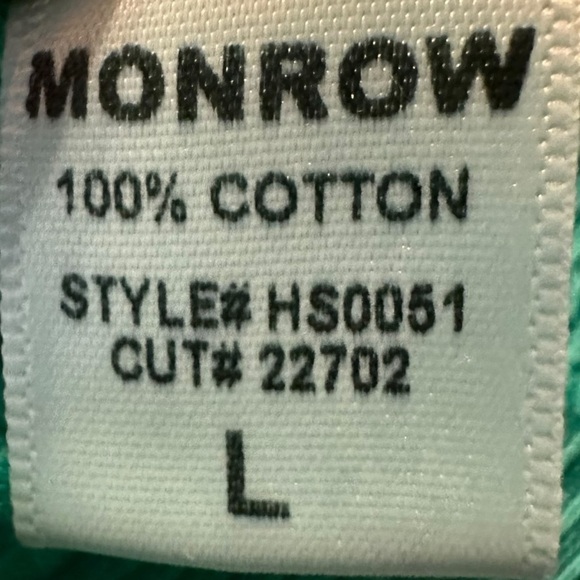 MONROW
100% COTTON
STYLE# HS0051
CUT# 22702
L